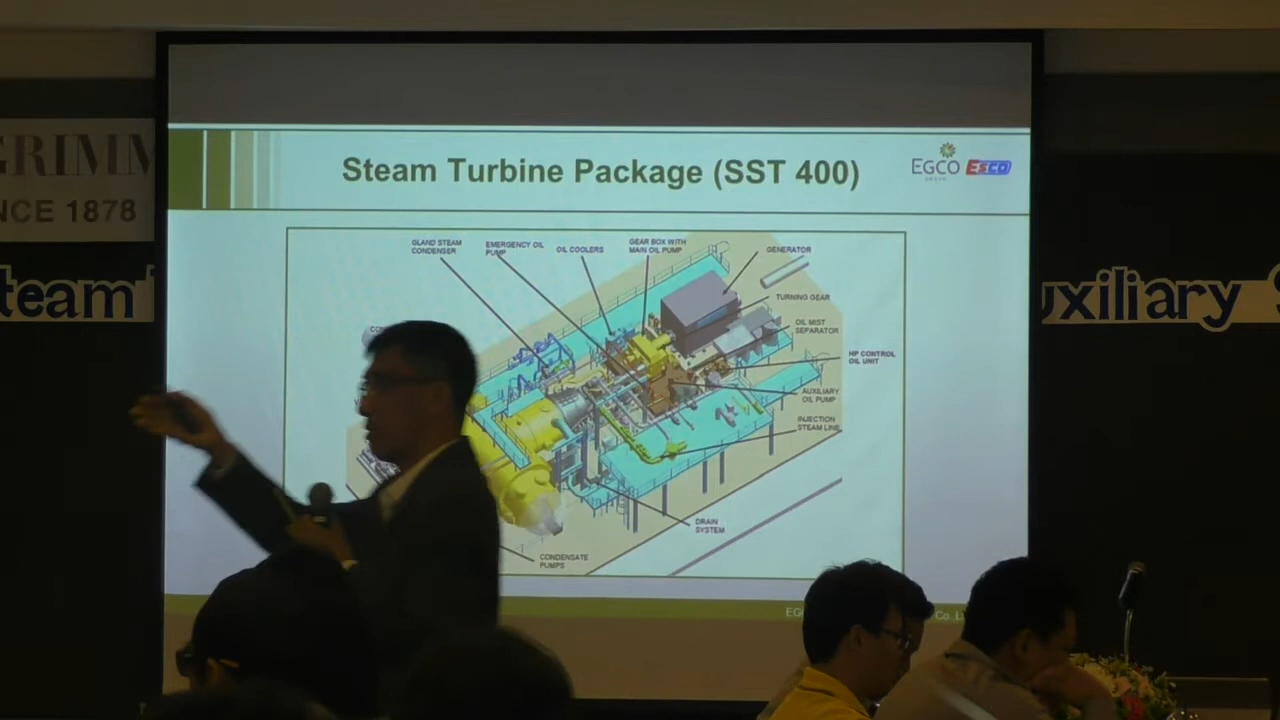 GRIMM
NCE 1878
team
uxiliary S
Steam Turbine Package (SST 400)
EGCO
GROUP
ESCO
GLAND STEAM
CONDENSER
EMERGENCY OIL
PUMP
OIL COOLERS
GEAR BOX WITH
MAIN OIL PUMP
GENERATOR
TURNING GEAR
OIL MIST
SEPARATOR
HP CONTROL
OIL UNIT
AUXILIARY
OIL PUMP
INJECTION
STEAM LINE
DRAIN
SYSTEM
CONDENSATE
PUMPS